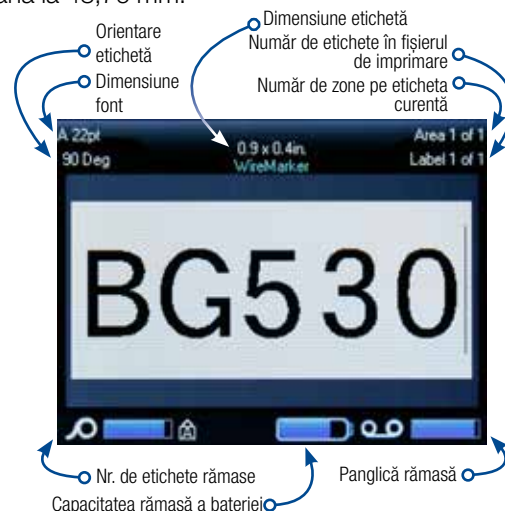 Orientare
etichetă
Dimensiune
font
Dimensiune etichetă
Număr de etichete în fișierul
de imprimare
Număr de zone pe eticheta
curentă
A 22pt
90 Deg
0.9 x 0.4in.
WireMarker
Area 1 of 1
Label 1 of 1
BG530
A
Nr. de etichete rămase
Capacitatea rămasă a bateriei
Panglică rămasă